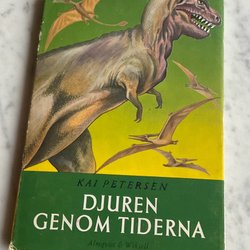 KAI PETERSEN
DJUREN
GENOM TIDERNA
Almqvist & Wiksell